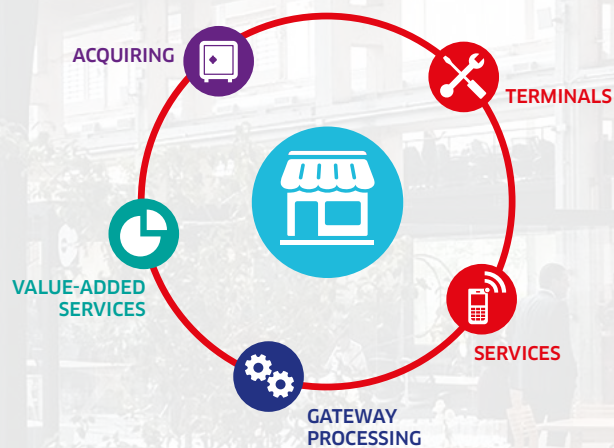 ACQUIRING
TERMINALS
VALUE-ADDED
SERVICES
SERVICES
GATEWAY
PROCESSING